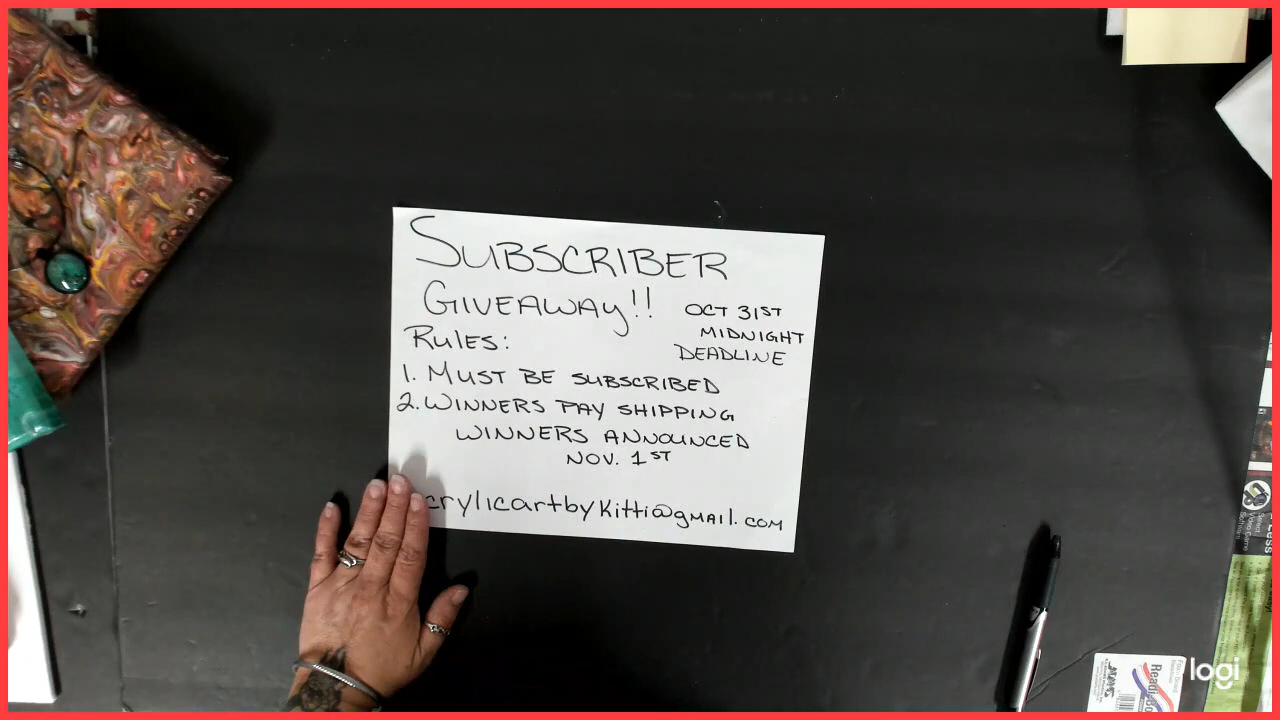 SUBSCRIBER
GIVEAWAY!!
OCT 31ST
MIDNIGHT
DEADLINE
RULES:
1. MUST BE SUBSCRIBED
2. WINNERS PAY SHIPPING
WINNERS ANNOUNCED
NOV. 1ST
crylicartbyKitti@gmail.com
logi